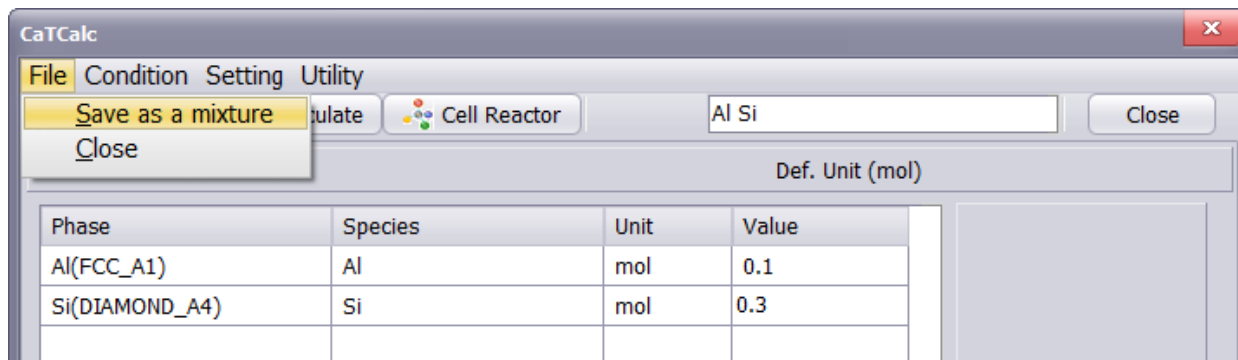 CaTCalc
File Condition Setting Utility
Save as a mixture
Cell Reactor
Al Si
Close
Close
Def. Unit (mol)
Phase Species Unit Value
Al(FCC_A1) Al mol 0.1
Si(DIAMOND_A4) Si mol 0.3